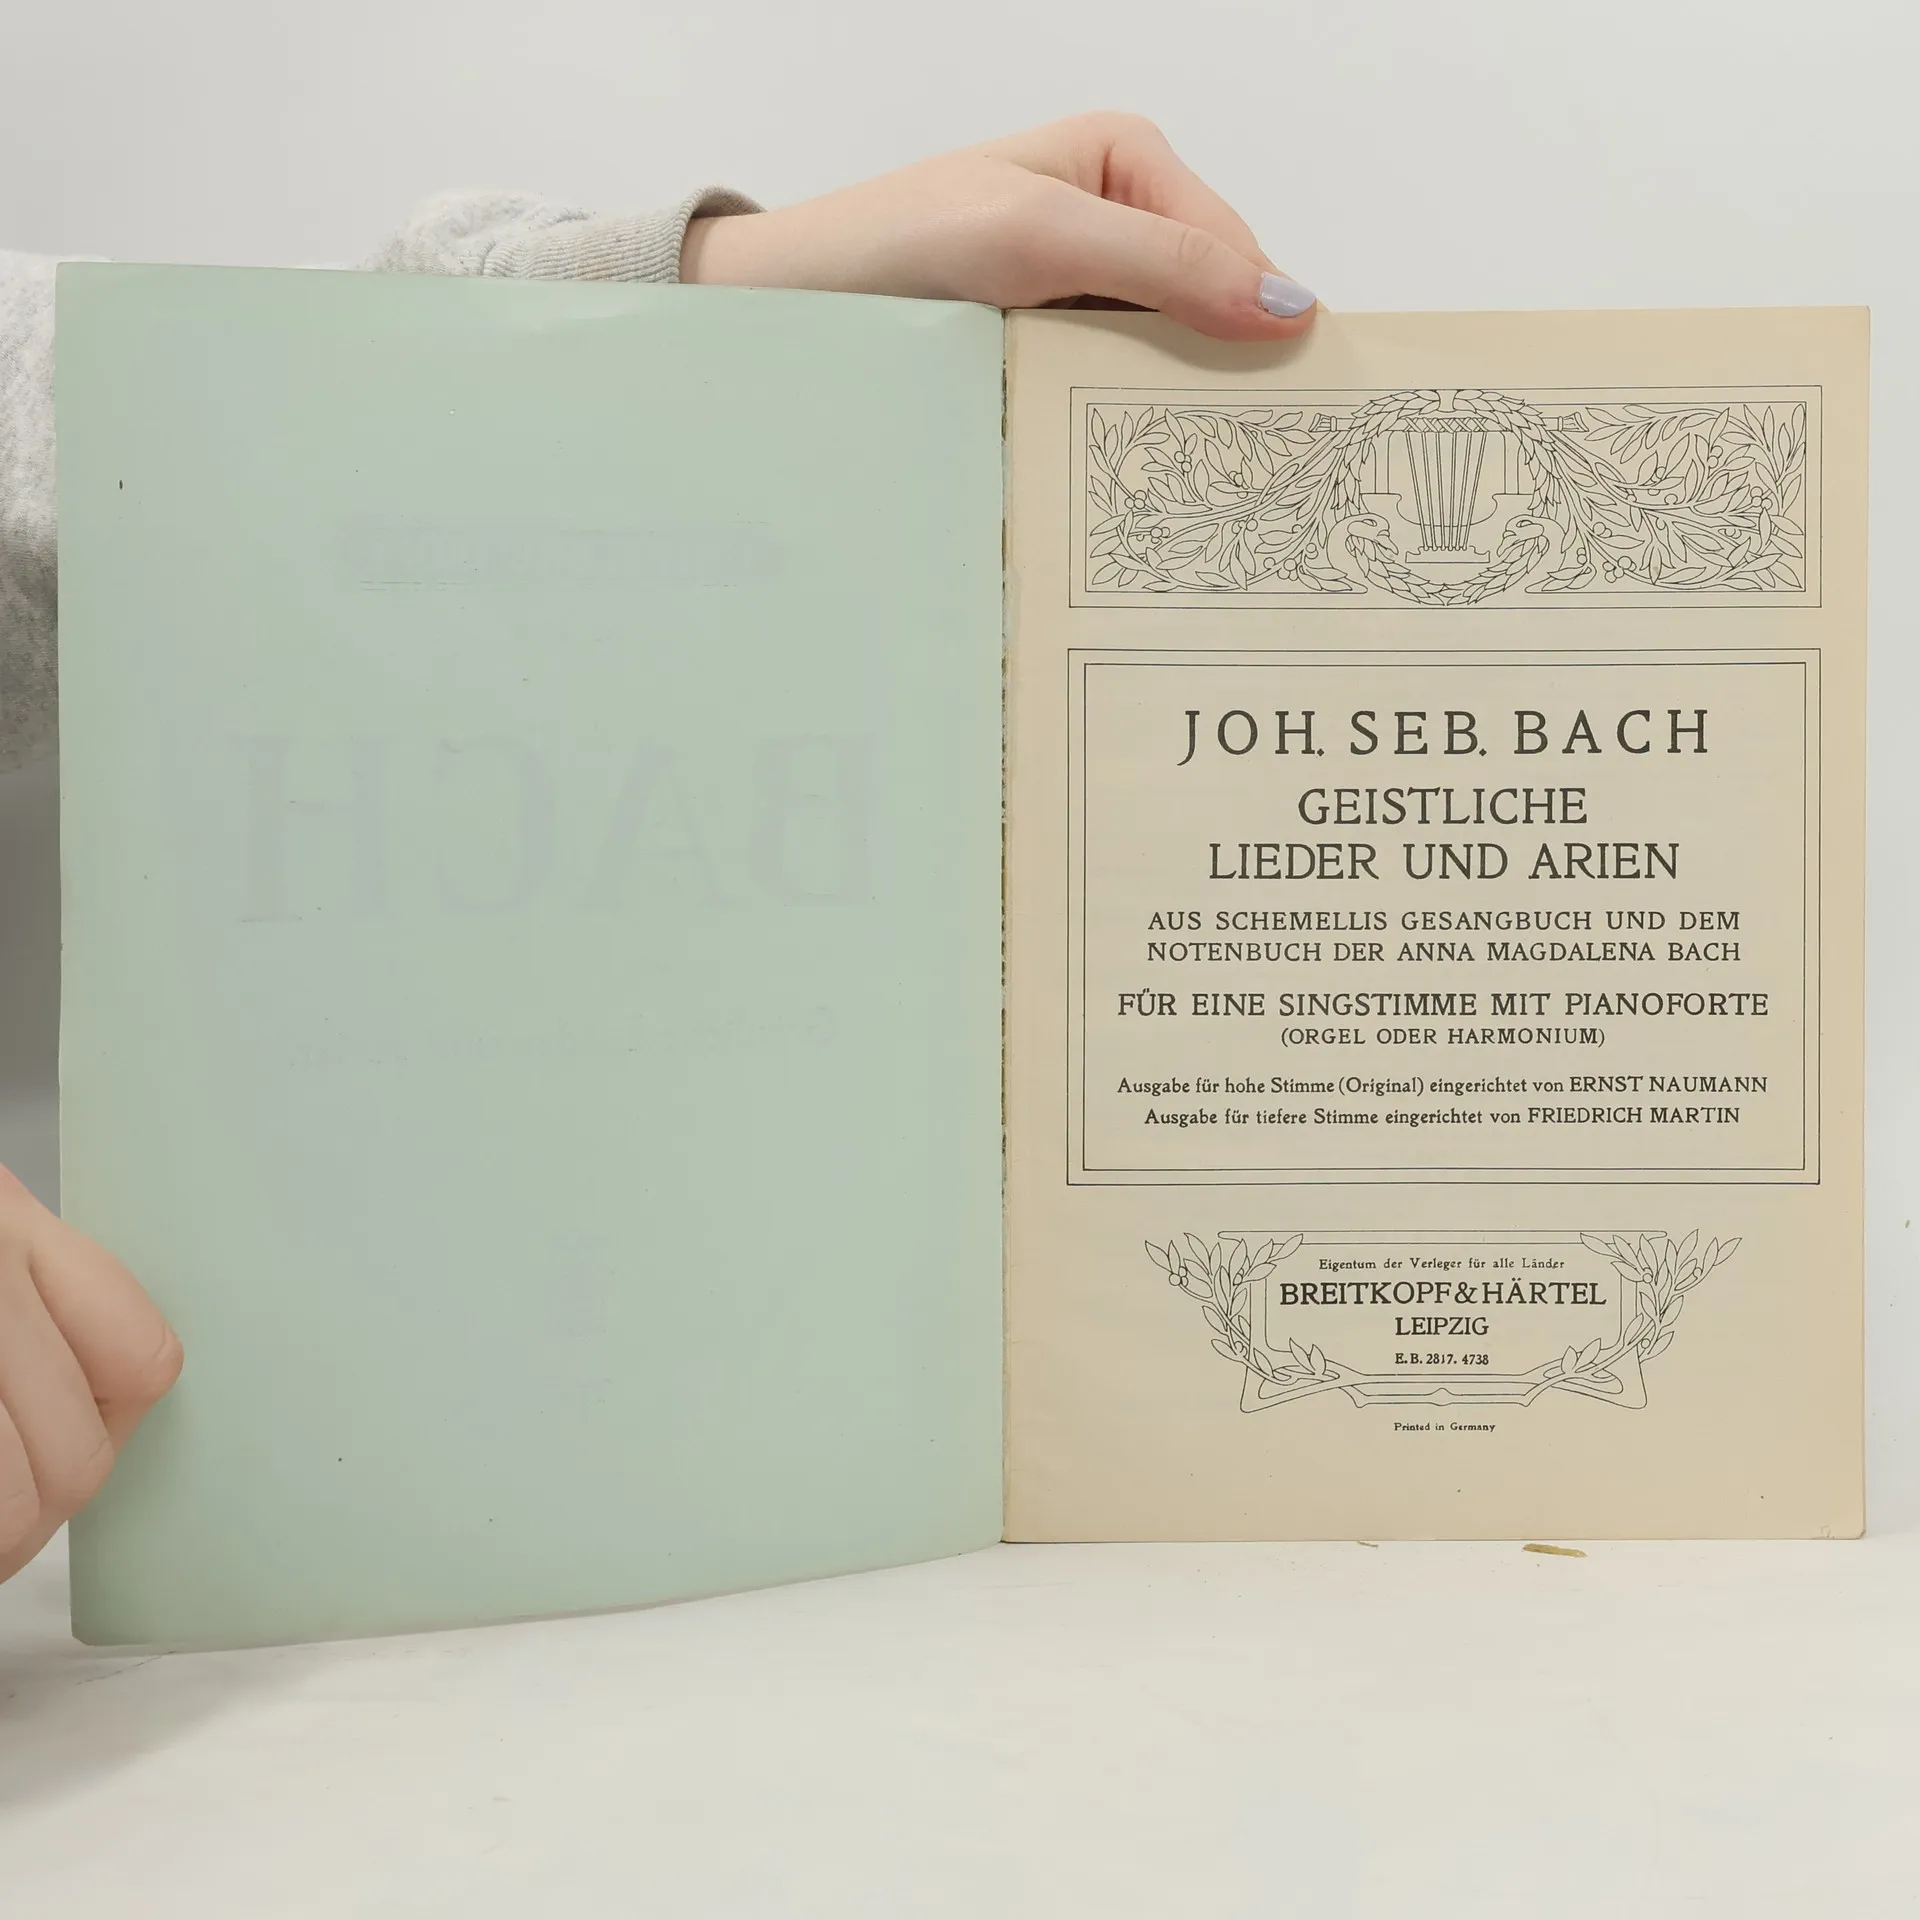 JOH. SEB. BACH
GEISTLICHE
LIEDER UND ARIEN
AUS SCHEMELLIS GESANGBUCH UND DEM
NOTENBUCH DER ANNA MAGDALENA BACH
FÜR EINE SINGSTIMME MIT PIANOFORTE
(ORGEL ODER HARMONIUM)
Ausgabe für hohe Stimme (Original) eingerichtet von ERNST NAUMANN
Ausgabe für tiefere Stimme eingerichtet von FRIEDRICH MARTIN
Eigentum der Verleger für alle Länder
BREITKOPF & HÄRTEL
LEIPZIG
E. B. 2817. 4738
Printed in Germany